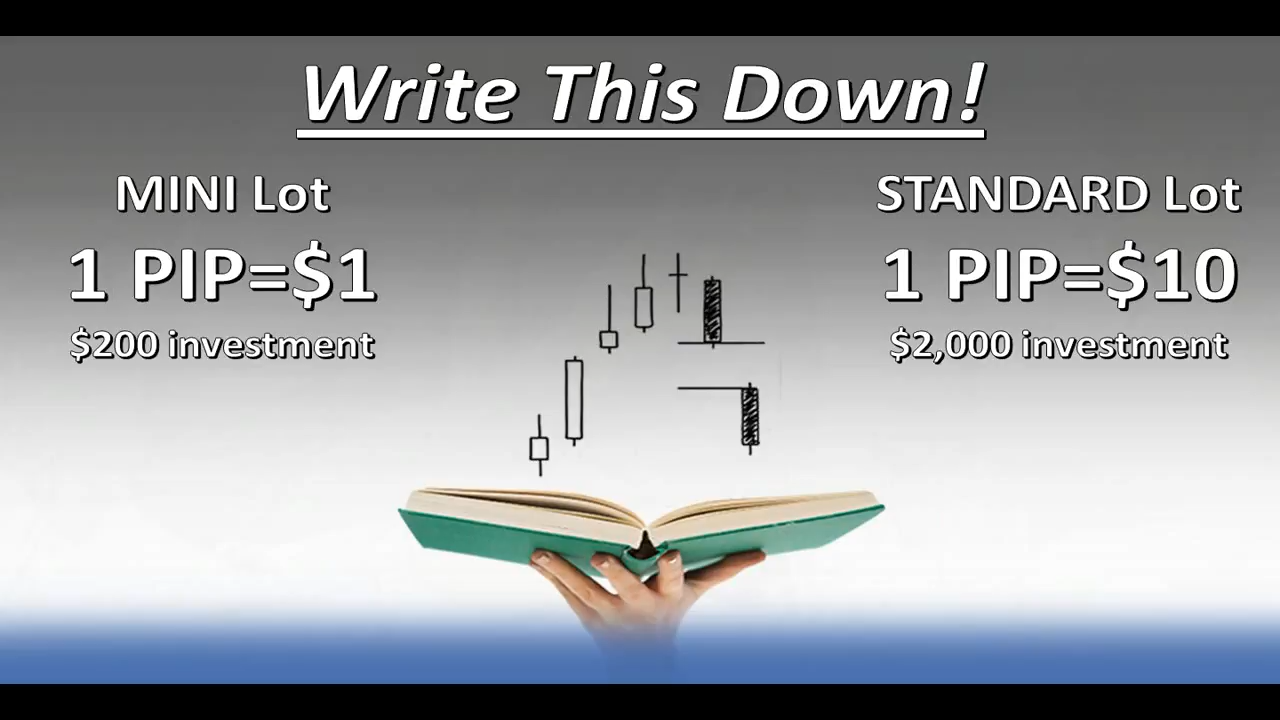 Write This Down!
MINI Lot
1 PIP=$1
$200 investment
STANDARD Lot
1 PIP=$10
$2,000 investment